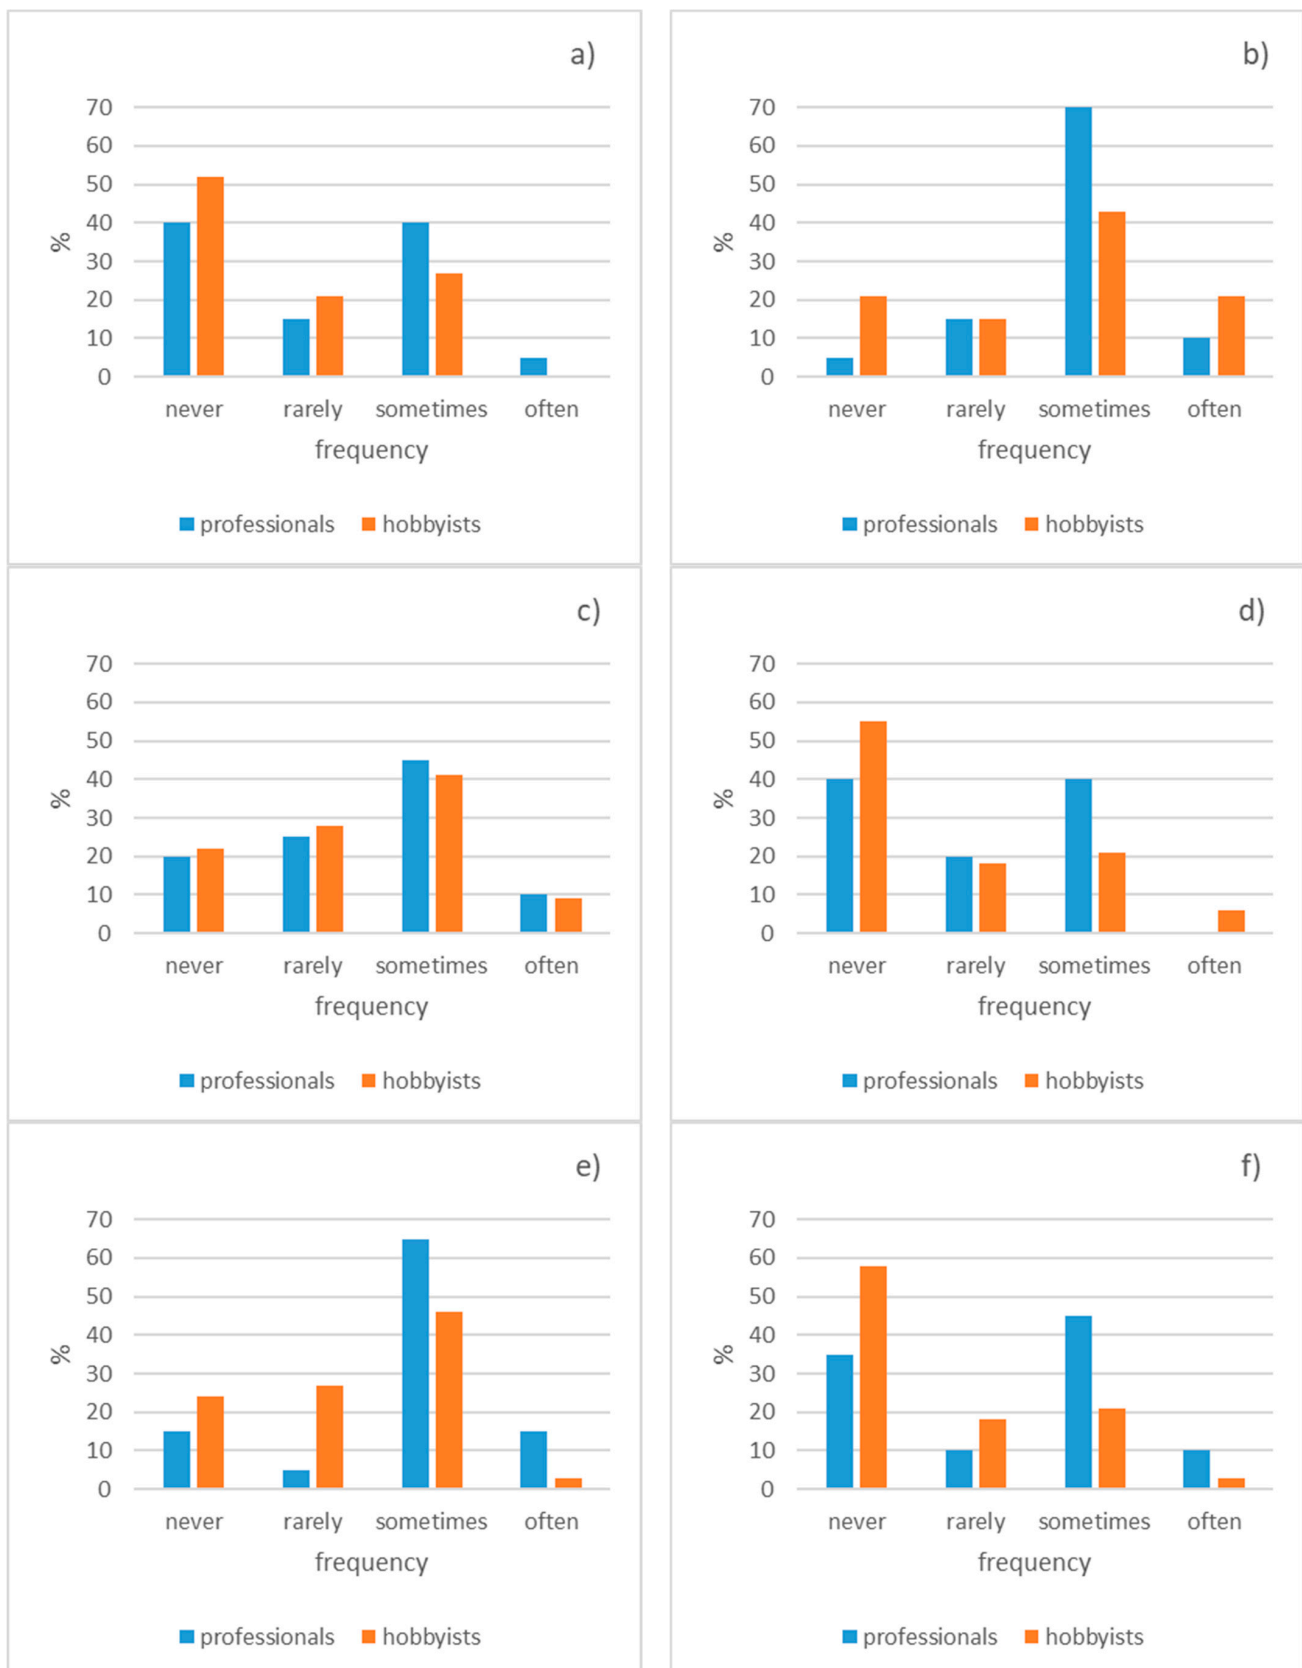 a)
70
60
50
40
30
20
10
0
%
never rarely sometimes often
frequency
professionals hobbyists
b)
70
60
50
40
30
20
10
0
%
never rarely sometimes often
frequency
professionals hobbyists
c)
70
60
50
40
30
20
10
0
%
never rarely sometimes often
frequency
professionals hobbyists
d)
70
60
50
40
30
20
10
0
%
never rarely sometimes often
frequency
professionals hobbyists
e)
70
60
50
40
30
20
10
0
%
never rarely sometimes often
frequency
professionals hobbyists
f)
70
60
50
40
30
20
10
0
%
never rarely sometimes often
frequency
professionals hobbyists